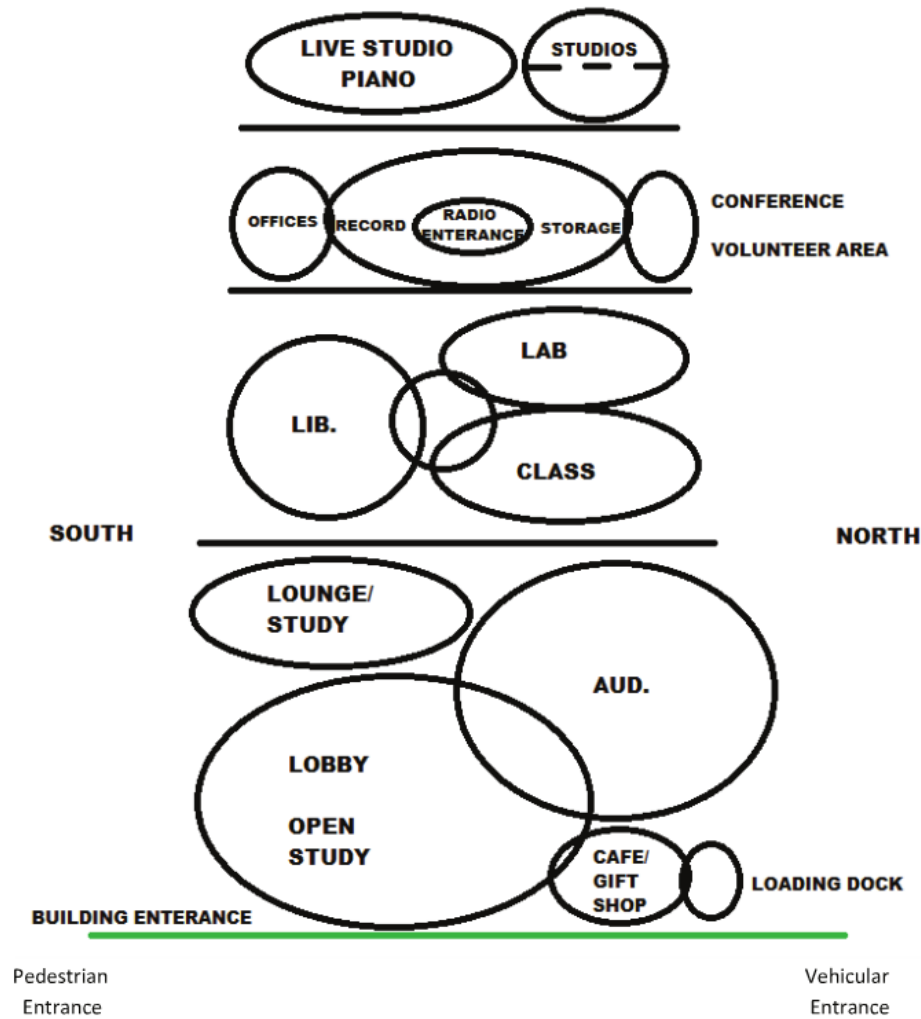 LIVE STUDIO
PIANO
STUDIOS
OFFICES
RECORD
RADIO
ENTERANCE
STORAGE
CONFERENCE
VOLUNTEER AREA
LAB
LIB.
CLASS
SOUTH
NORTH
LOUNGE/
STUDY
AUD.
LOBBY
OPEN
STUDY
CAFE/
GIFT
SHOP
LOADING DOCK
BUILDING ENTERANCE
Pedestrian
Entrance
Vehicular
Entrance